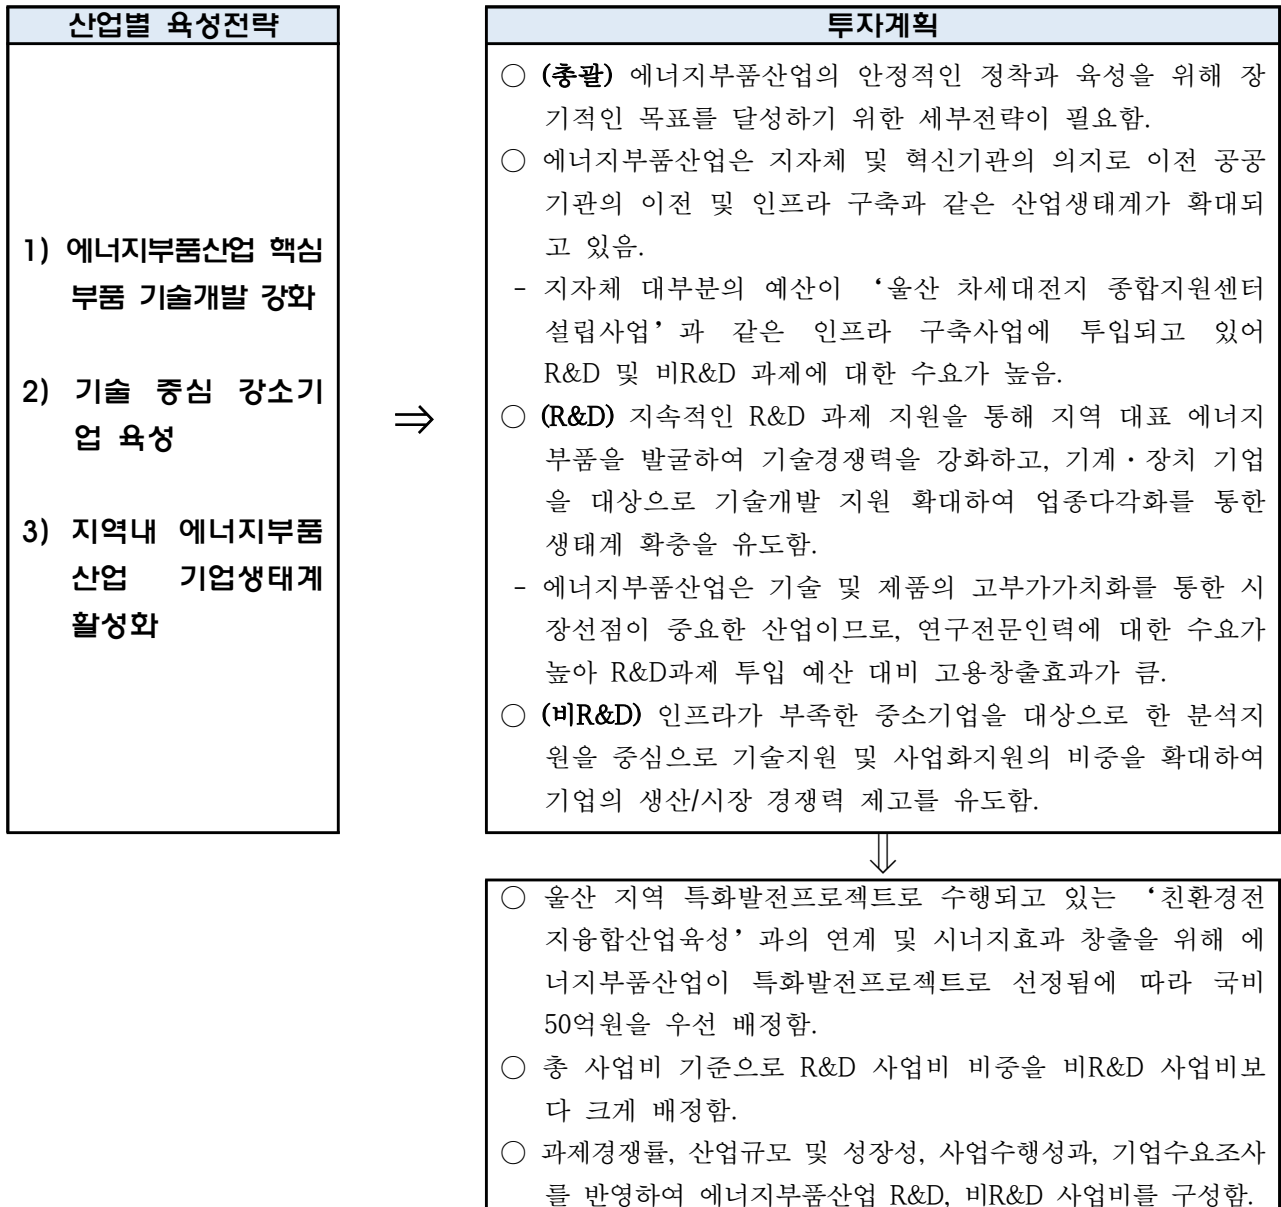 산업별 육성전략
1) 에너지부품산업 핵심
부품 기술개발 강화
2) 기술 중심 강소기
업 육성
3) 지역내 에너지부품
산업 기업생태계
활성화
⇒
투자계획
○ (총괄) 에너지부품산업의 안정적인 정착과 육성을 위해 장
기적인 목표를 달성하기 위한 세부전략이 필요함.
○ 에너지부품산업은 지자체 및 혁신기관의 의지로 이전 공공
기관의 이전 및 인프라 구축과 같은 산업생태계가 확대되
고 있음.
- 지자체 대부분의 예산이 ‘울산 차세대전지 종합지원센터
설립사업’과 같은 인프라 구축사업에 투입되고 있어
R&D 및 비R&D 과제에 대한 수요가 높음.
○ (R&D) 지속적인 R&D 과제 지원을 통해 지역 대표 에너지
부품을 발굴하여 기술경쟁력을 강화하고, 기계·장치 기업
을 대상으로 기술개발 지원 확대하여 업종다각화를 통한
생태계 확충을 유도함.
- 에너지부품산업은 기술 및 제품의 고부가가치화를 통한 시
장선점이 중요한 산업이므로, 연구전문인력에 대한 수요가
높아 R&D과제 투입 예산 대비 고용창출효과가 큼.
○ (비R&D) 인프라가 부족한 중소기업을 대상으로 한 분석지
원을 중심으로 기술지원 및 사업화지원의 비중을 확대하여
기업의 생산/시장 경쟁력 제고를 유도함.
⇓
○ 울산 지역 특화발전프로젝트로 수행되고 있는 ‘친환경전
지융합산업육성’과의 연계 및 시너지효과 창출을 위해 에
너지부품산업이 특화발전프로젝트로 선정됨에 따라 국비
50억원을 우선 배정함.
○ 총 사업비 기준으로 R&D 사업비 비중을 비R&D 사업비보
다 크게 배정함.
○ 과제경쟁률, 산업규모 및 성장성, 사업수행성과, 기업수요조사
를 반영하여 에너지부품산업 R&D, 비R&D 사업비를 구성함.